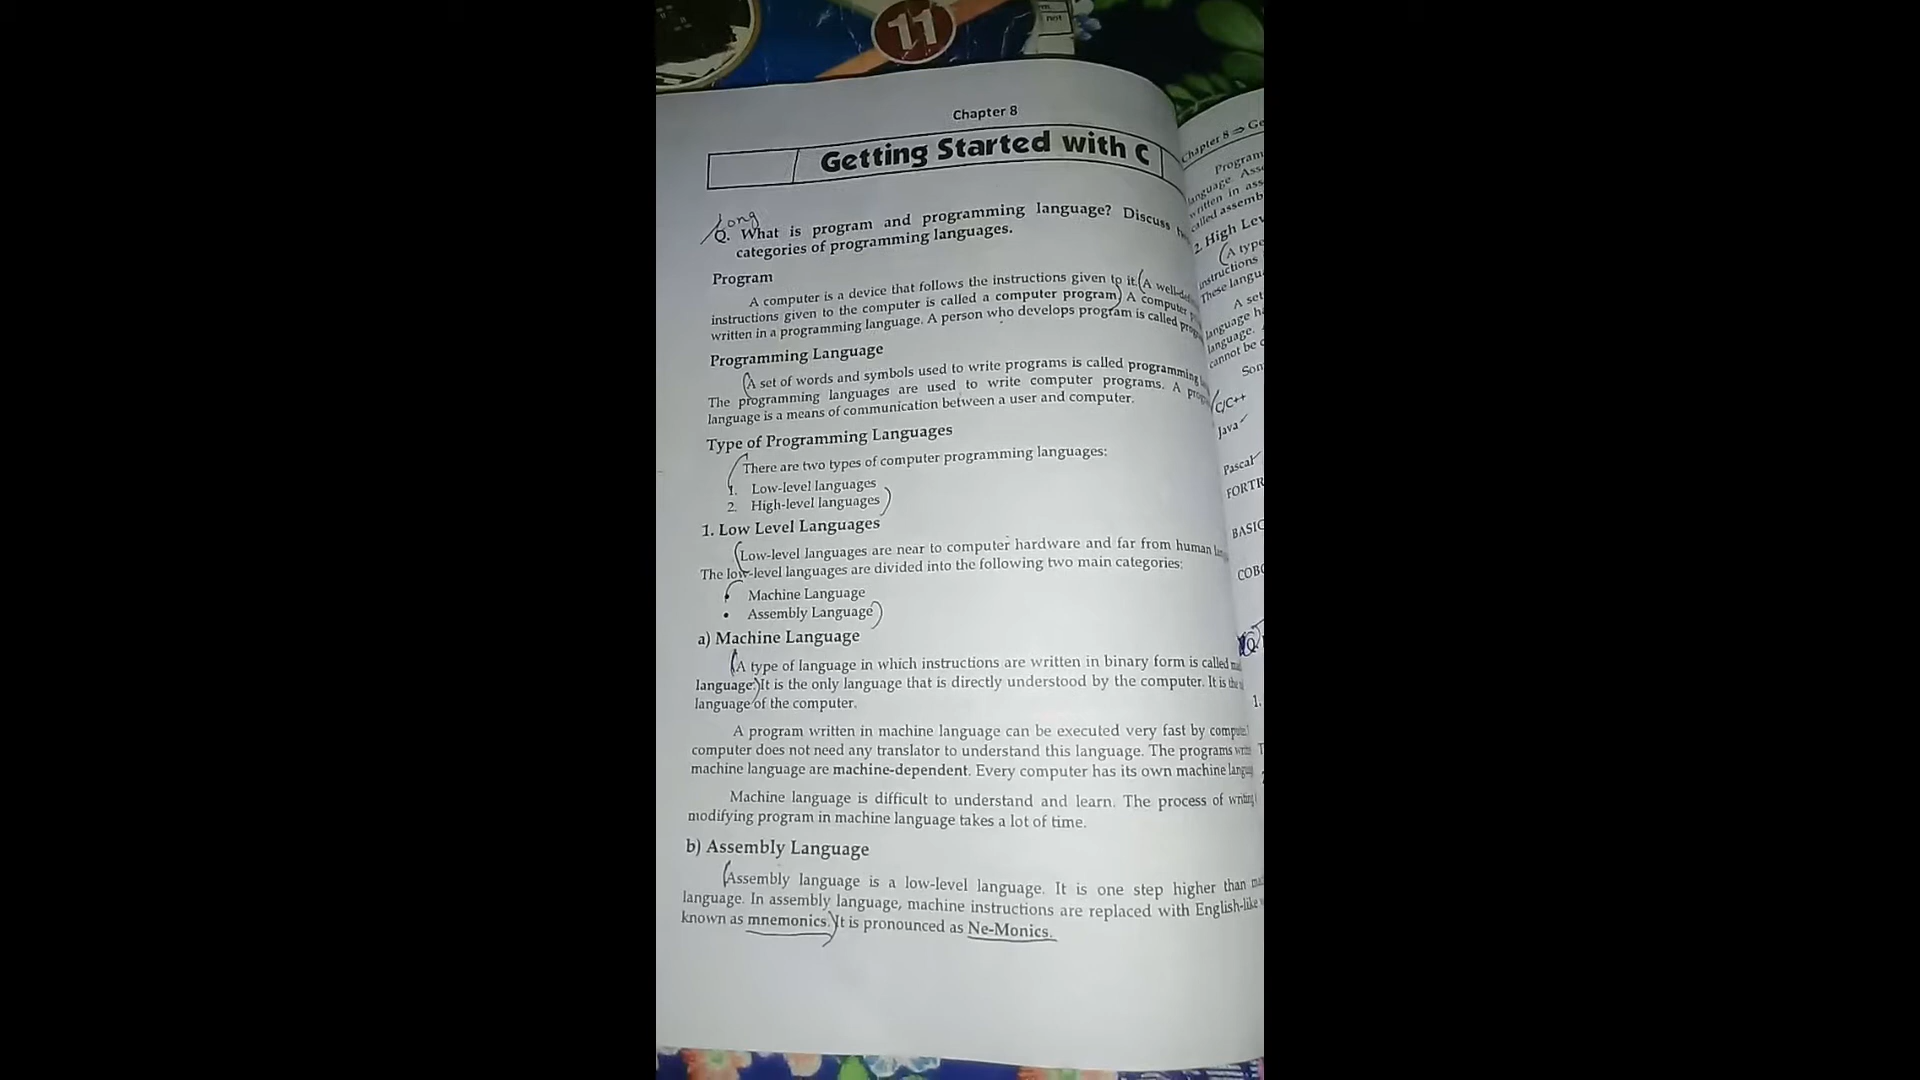 11
not
Chapter 8
Getting Started with C
Long
Q. What is program and programming language? Discuss
categories of programming languages.
Program
A computer is a device that follows the instructions given to it. (A
instructions given to the computer is called a computer program) A computer
written in a programming language. A person who develops program is called
Programming Language
(A set of words and symbols used to write programs is called programming
The programming languages are used to write computer programs. A
language is a means of communication between a user and computer.
Type of Programming Languages
There are two types of computer programming languages:
1. Low-level languages
2. High-level languages)
1. Low Level Languages
(Low-level languages are near to computer hardware and far from human
The low-level languages are divided into the following two main categories:
• Machine Language
• Assembly Language)
a) Machine Language
(A type of language in which instructions are written in binary form is called
language.) It is the only language that is directly understood by the computer. It is the
language of the computer.
A program written in machine language can be executed very fast by
computer does not need any translator to understand this language. The programs
machine language are machine-dependent. Every computer has its own machine
Machine language is difficult to understand and learn. The process of writing
modifying program in machine language takes a lot of time.
b) Assembly Language
(Assembly language is a low-level language. It is one step higher than
language. In assembly language, machine instructions are replaced with English-like
known as mnemonics.) It is pronounced as Ne-Monics.
Chapter 8 ⇒
Program
language.
written in
called
2. High
(A type
instructions
These
A set
language
language.
cannot be
C/C++
Java
Pascal
BASIC
1.